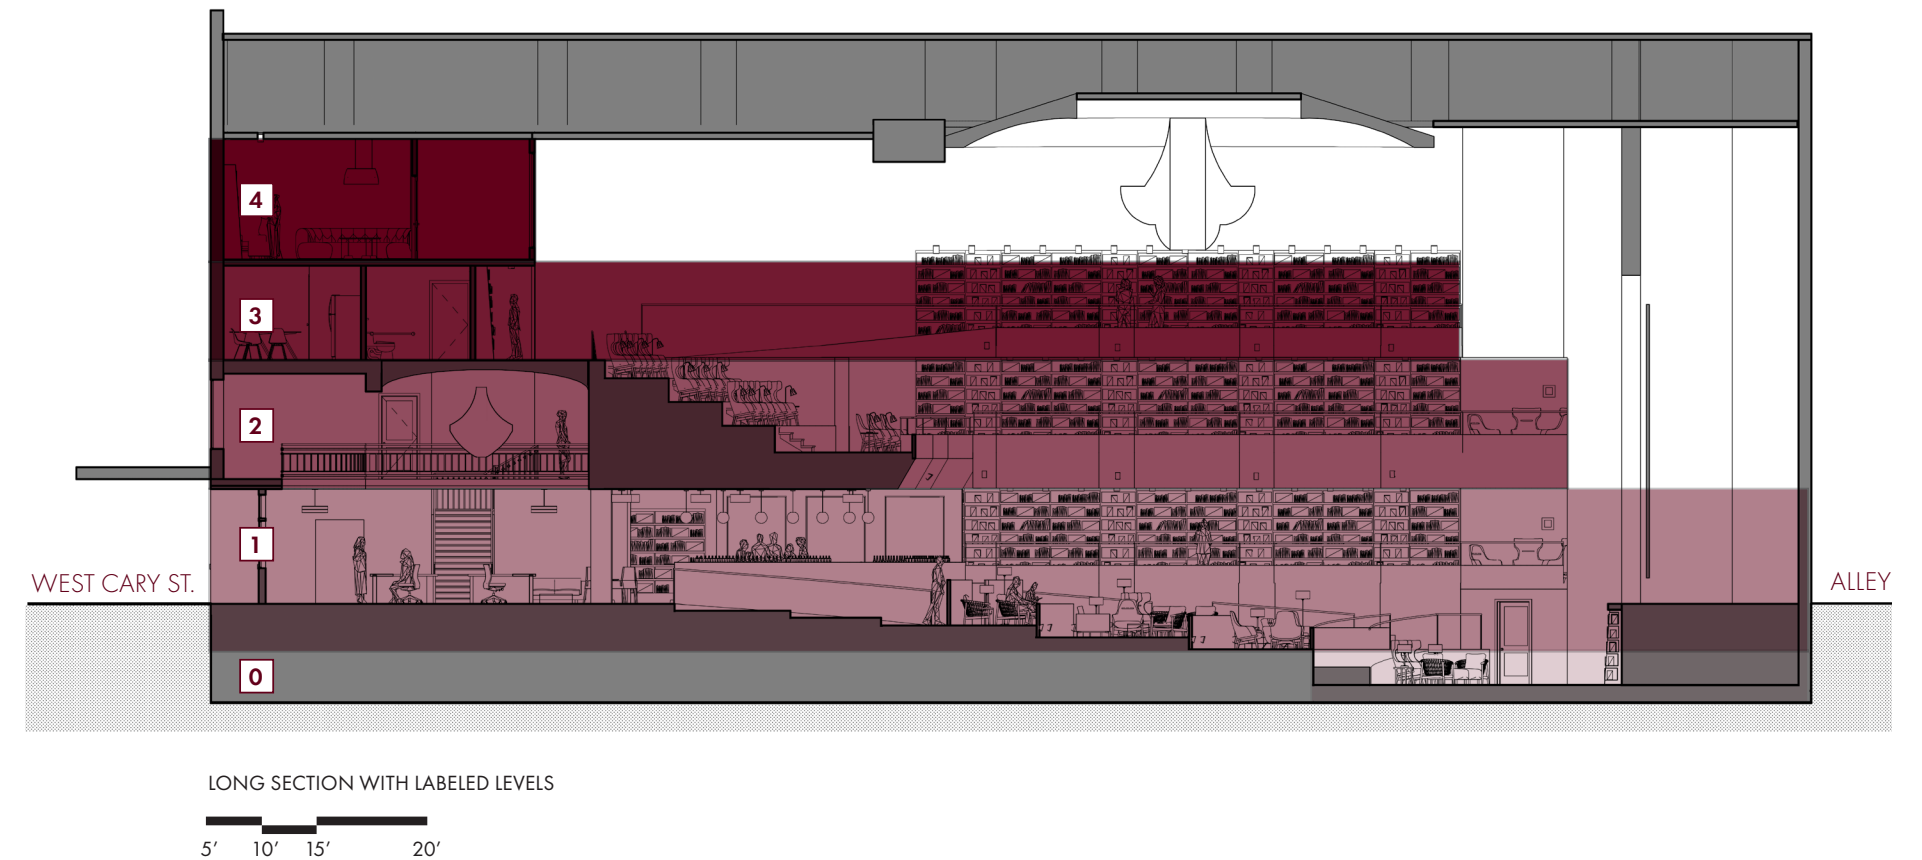 4
3
2
1
WEST CARY ST.
ALLEY
0
LONG SECTION WITH LABELED LEVELS
5’ 10’ 15’ 20’